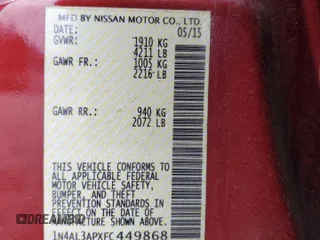 MFD BY NISSAN MOTOR CO., LTD.
05/15
GVWR: 1910 KG
4211 LB
GAWR FR.: 1005 KG
2216 LB
GAWR RR.: 940 KG
2072 LB
THIS VEHICLE CONFORMS TO
ALL APPLICABLE FEDERAL
MOTOR VEHICLE SAFETY,
BUMPER, AND THEFT
PREVENTION STANDARDS IN
EFFECT ON THE DATE OF
MANUFACTURE SHOWN ABOVE.
1N4AL3APXFC449868